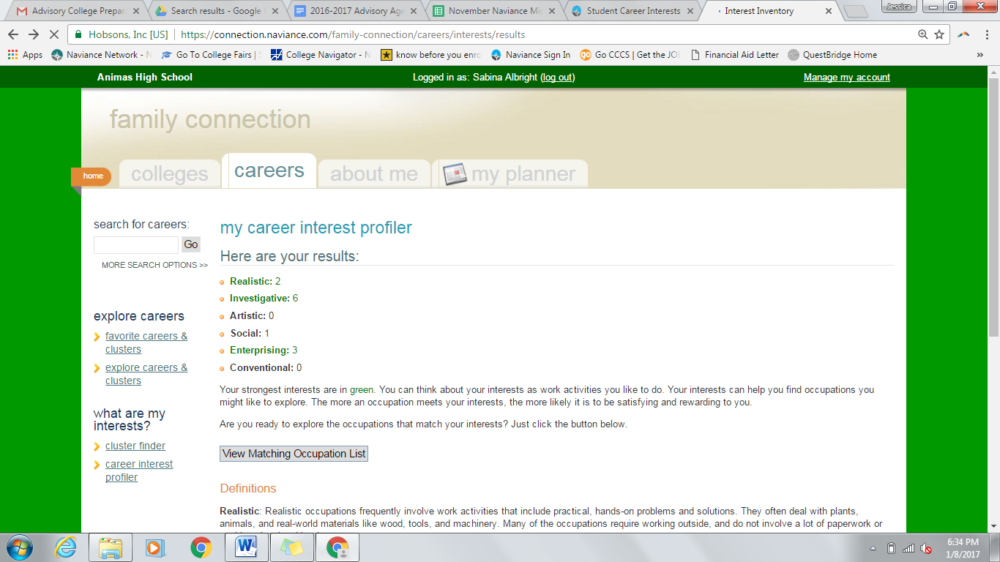 Advisory College Prepar
Search results - Google
2016-2017 Advisory Age
November Naviance Mi
Student Career Interests
Interest Inventory
Jessica
Hobsons, Inc [US]
https://connection.naviance.com/family-connection/careers/interests/results
Apps
Naviance Network - N
Go To College Fairs | S
College Navigator - N
know before you enro
Naviance Sign In
Go CCCS | Get the JOB
Financial Aid Letter
QuestBridge Home
»
Animas High School
Logged in as: Sabina Albright (log out)
Manage my account
family connection
home
colleges
careers
about me
my planner
search for careers:
Go
MORE SEARCH OPTIONS >>
explore careers
favorite careers &
clusters
explore careers &
clusters
what are my
interests?
cluster finder
career interest
profiler
my career interest profiler
Here are your results:
Realistic: 2
Investigative: 6
Artistic: 0
Social: 1
Enterprising: 3
Conventional: 0
Your strongest interests are in green. You can think about your interests as work activities you like to do. Your interests can help you find occupations you
might like to explore. The more an occupation meets your interests, the more likely it is to be satisfying and rewarding to you.
Are you ready to explore the occupations that match your interests? Just click the button below.
View Matching Occupation List
Definitions
Realistic: Realistic occupations frequently involve work activities that include practical, hands-on problems and solutions. They often deal with plants,
animals, and real-world materials like wood, tools, and machinery. Many of the occupations require working outside, and do not involve a lot of paperwork or
6:34 PM
1/8/2017